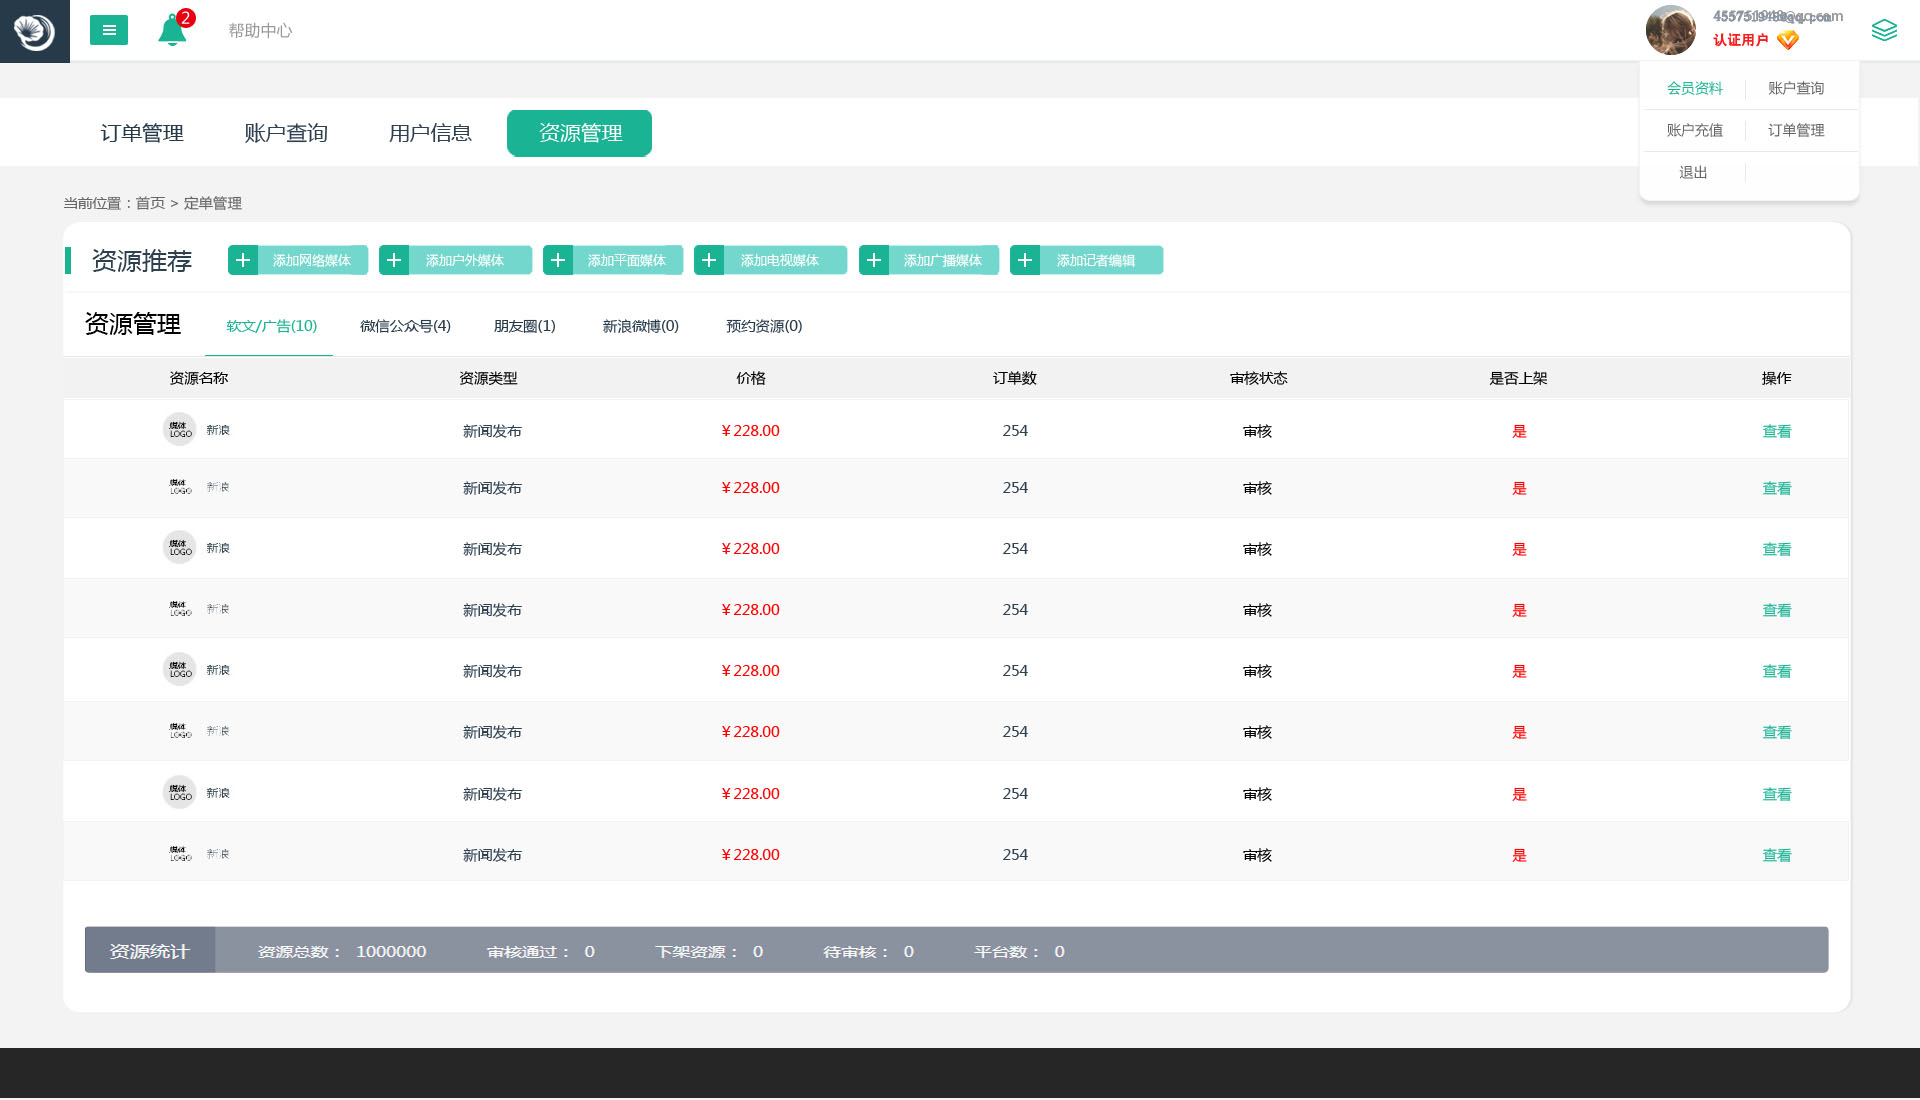 2
帮助中心
认证用户
会员资料 账户查询
账户充值 订单管理
退出
订单管理 账户查询 用户信息 资源管理
当前位置：首页 > 定单管理
资源推荐 添加网络媒体 添加户外媒体 添加平面媒体 添加电视媒体 添加广播媒体 添加记者编辑
资源管理 软文/广告(10) 微信公众号(4) 朋友圈(1) 新浪微博(0) 预约资源(0)
资源名称 资源类型 价格 订单数 审核状态 是否上架 操作
媒体LOGO 新浪 新闻发布 ¥228.00 254 审核 是 查看
媒体LOGO 新浪 新闻发布 ¥228.00 254 审核 是 查看
媒体LOGO 新浪 新闻发布 ¥228.00 254 审核 是 查看
媒体LOGO 新浪 新闻发布 ¥228.00 254 审核 是 查看
媒体LOGO 新浪 新闻发布 ¥228.00 254 审核 是 查看
媒体LOGO 新浪 新闻发布 ¥228.00 254 审核 是 查看
媒体LOGO 新浪 新闻发布 ¥228.00 254 审核 是 查看
媒体LOGO 新浪 新闻发布 ¥228.00 254 审核 是 查看
资源统计 资源总数： 1000000 审核通过： 0 下架资源： 0 待审核： 0 平台数： 0